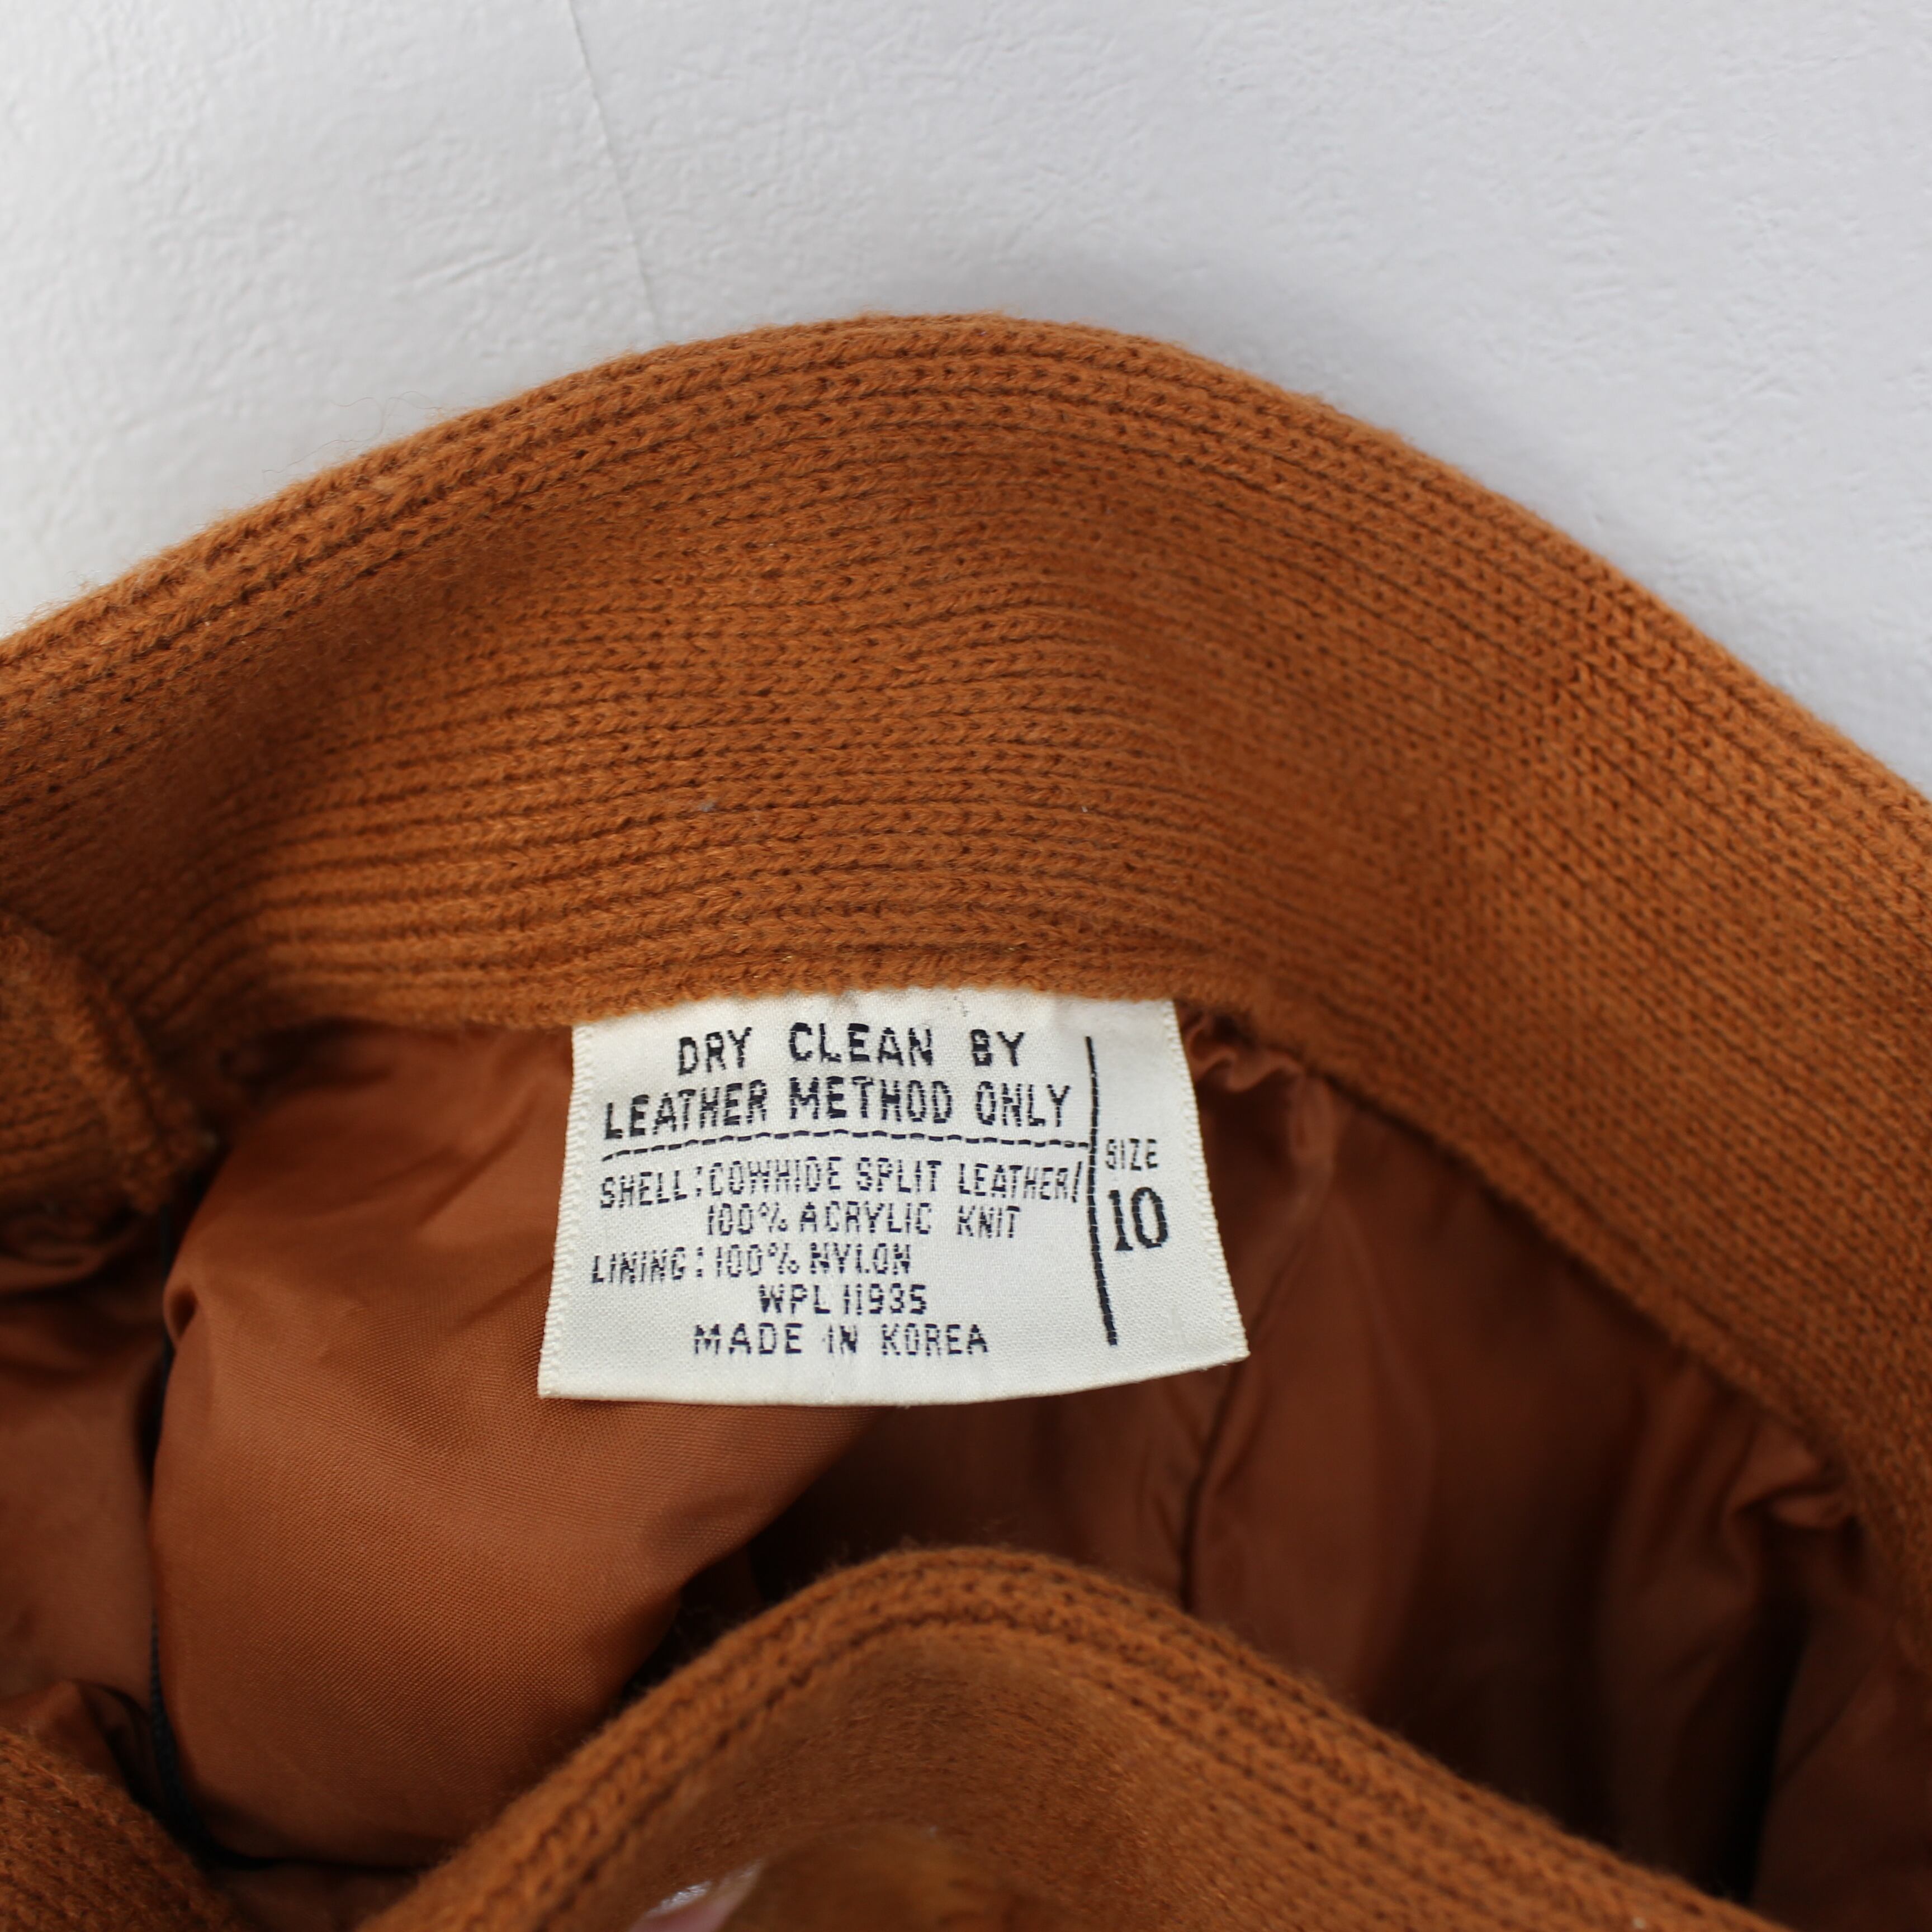 DRY CLEAN BY
LEATHER METHOD ONLY
SHELL: COWHIDE SPLIT LEATHER/
100% ACRYLIC KNIT
LINING: 100% NYLON
WPL 11935
MADE IN KOREA
SIZE
10